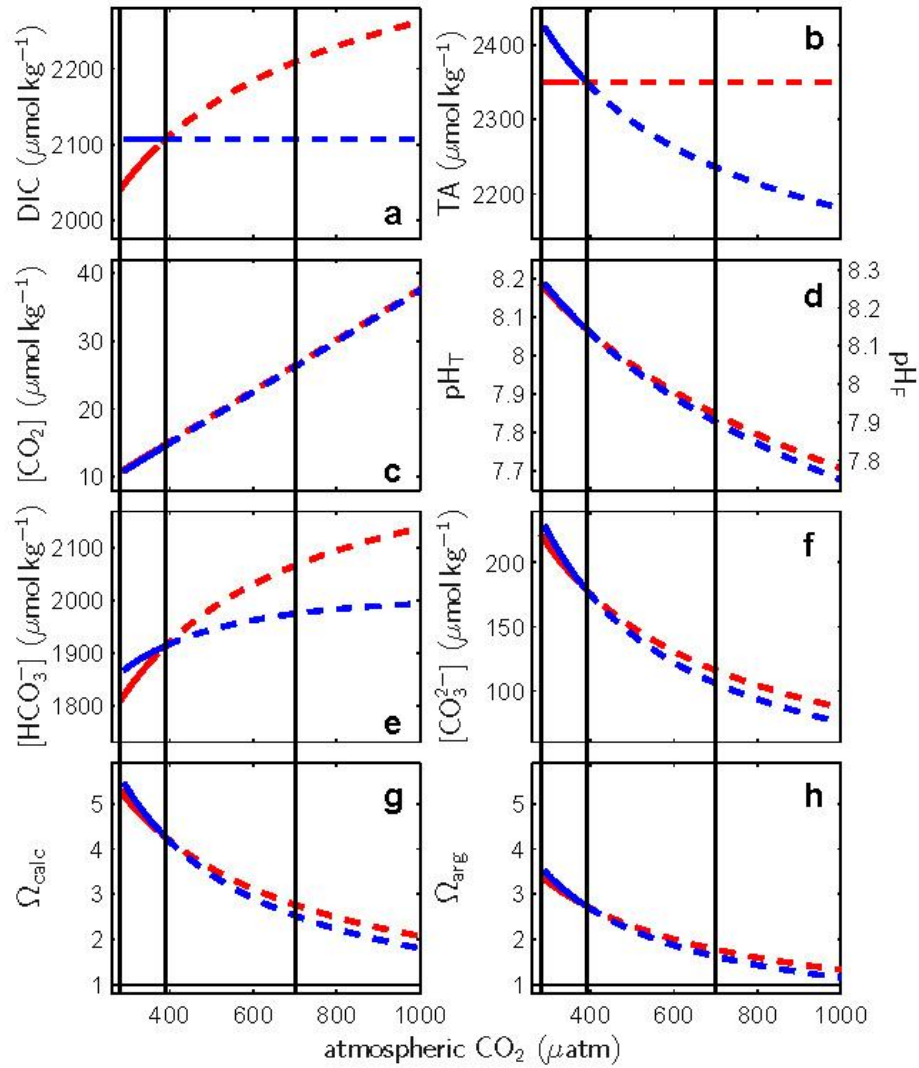 DIC (μmol kg⁻¹)
2200
2100
2000
a
TA (μmol kg⁻¹)
2400
2300
2200
b
[CO₂] (μmol kg⁻¹)
40
30
20
10
c
pH_T
8.2
8.1
8
7.9
7.8
7.7
d
8.3
8.2
8.1
8
7.9
7.8
pH_F
[HCO₃⁻] (μmol kg⁻¹)
2100
2000
1900
1800
e
[CO₃²⁻] (μmol kg⁻¹)
200
150
100
f
Ω_calc
5
4
3
2
1
g
Ω_arg
5
4
3
2
1
h
400 600 800 1000
400 600 800 1000
atmospheric CO₂ (μatm)